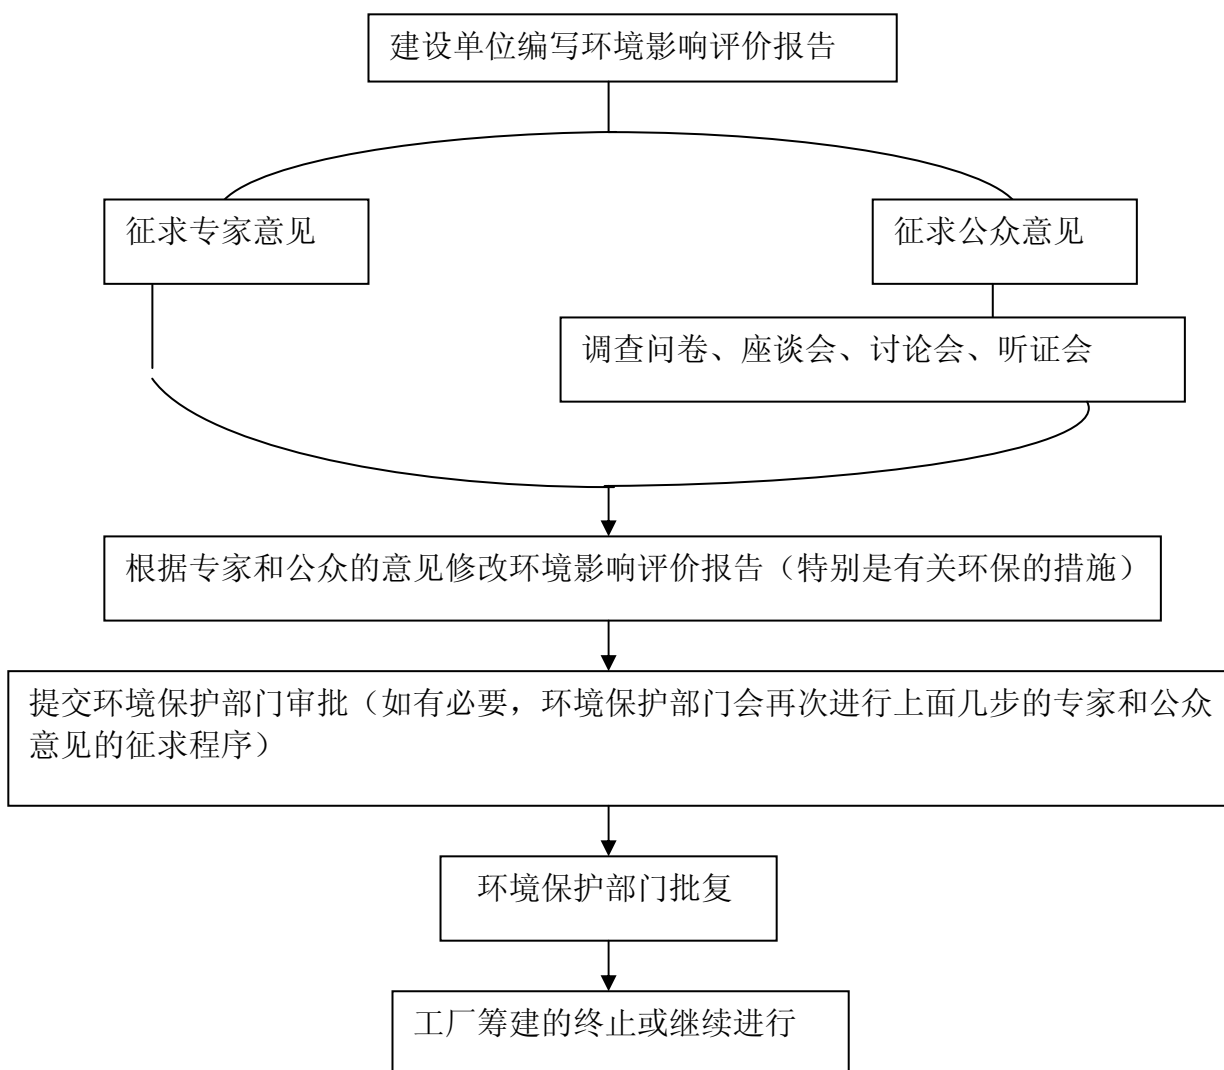 建设单位编写环境影响评价报告
征求专家意见
征求公众意见
调查问卷、座谈会、讨论会、听证会
根据专家和公众的意见修改环境影响评价报告（特别是有关环保的措施）
提交环境保护部门审批（如有必要，环境保护部门会再次进行上面几步的专家和公众
意见的征求程序）
环境保护部门批复
工厂筹建的终止或继续进行